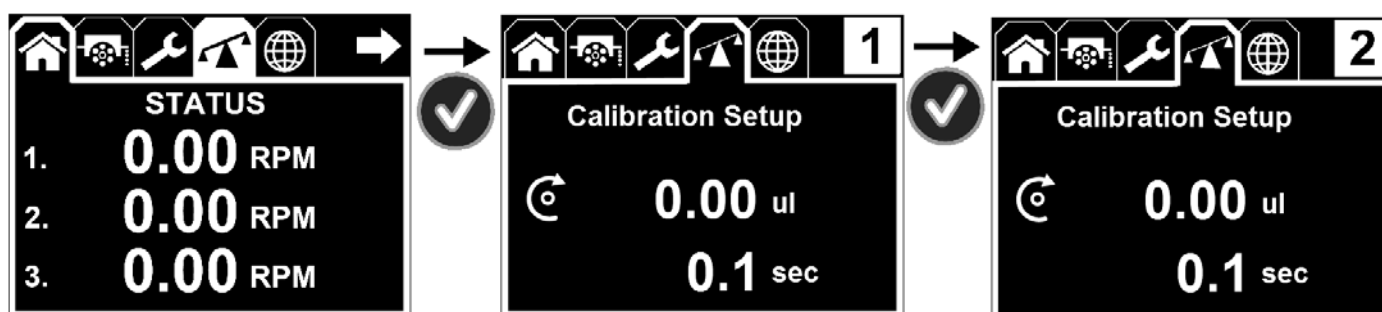 STATUS
1. 0.00 RPM
2. 0.00 RPM
3. 0.00 RPM
1
Calibration Setup
0.00 ul
0.1 sec
2
Calibration Setup
0.00 ul
0.1 sec